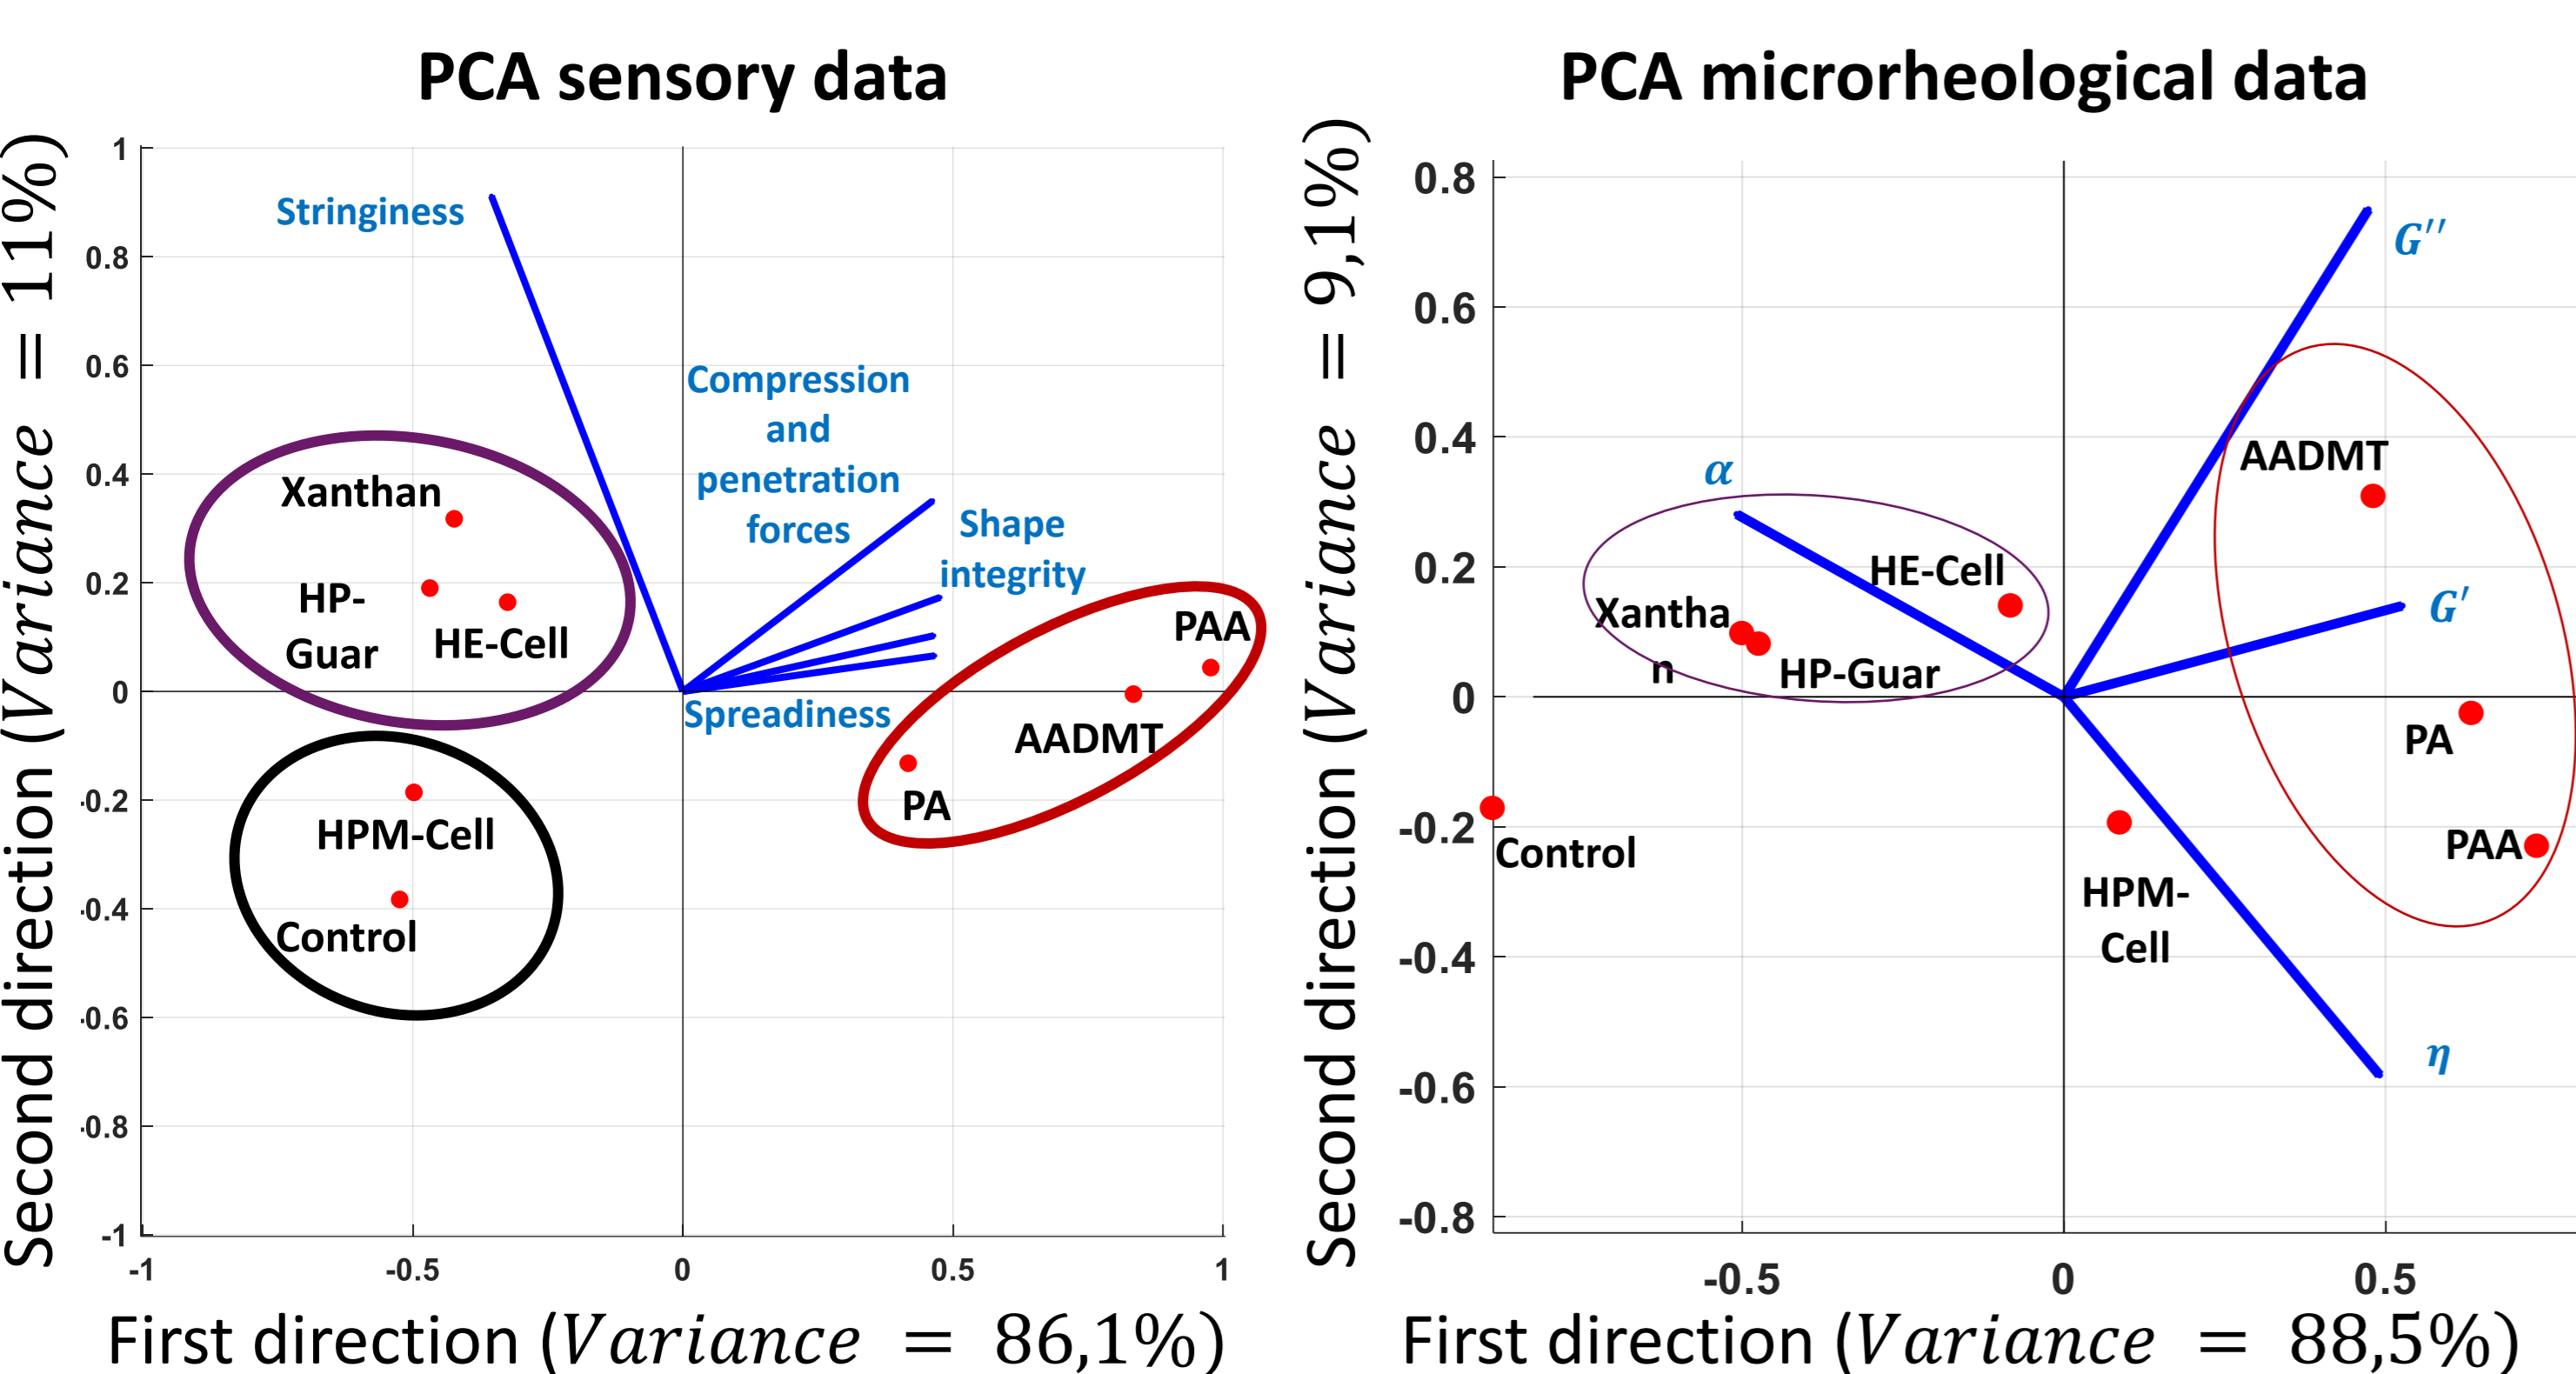 PCA sensory data
Second direction (Variance = 11%)
1
0.8
0.6
0.4
0.2
0
-0.2
-0.4
-0.6
-0.8
-1
Stringiness
Compression
and
penetration
forces
Shape
integrity
Spreadiness
Xanthan
HP-
Guar
HE-Cell
PAA
AADMT
PA
HPM-Cell
Control
-1
-0.5
0
0.5
1
First direction (Variance = 86,1%)
PCA microrheological data
Second direction (Variance = 9,1%)
0.8
0.6
0.4
0.2
0
-0.2
-0.4
-0.6
-0.8
G′′
AADMT
α
HE-Cell
Xantha
n
HP-Guar
G′
PA
PAA
Control
HPM-
Cell
η
-0.5
0
0.5
First direction (Variance = 88,5%)